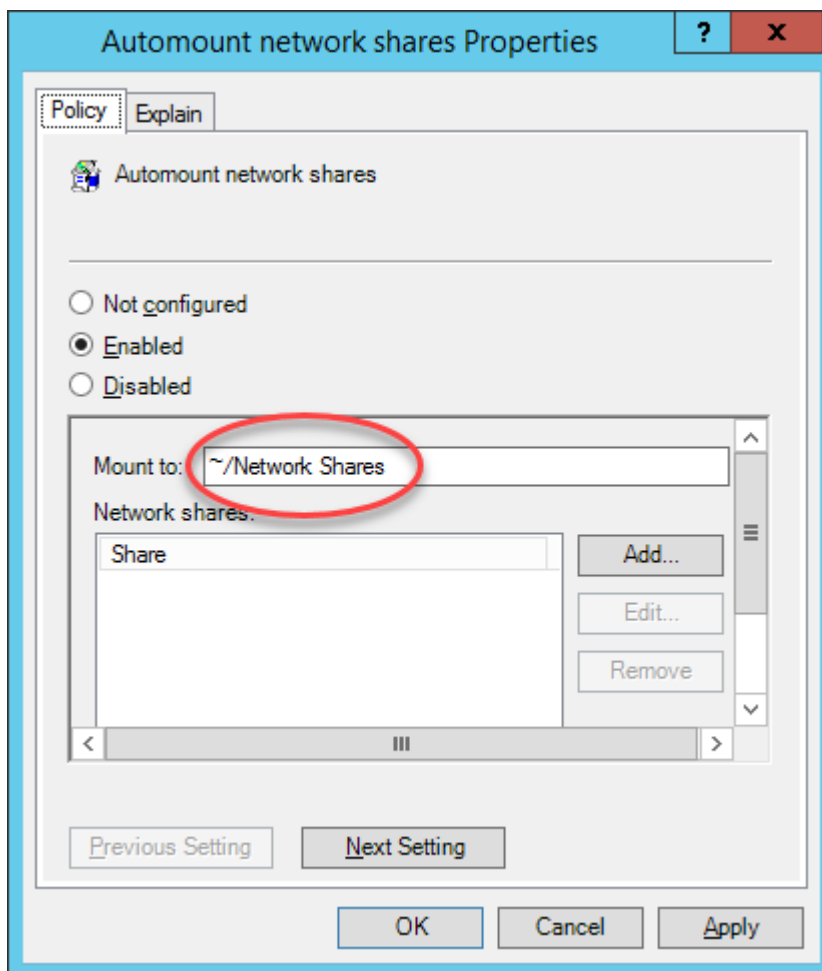 Automount network shares Properties
?
x
Policy
Explain
Automount network shares
Not configured
Enabled
Disabled
Mount to: ~/Network Shares
Network shares:
Share
Add...
Edit...
Remove
Previous Setting
Next Setting
OK
Cancel
Apply